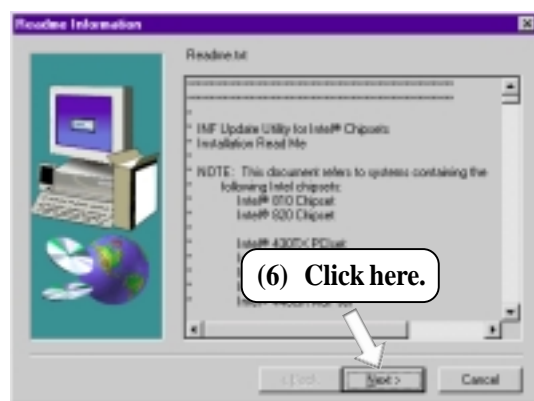 Readme Information
Readme.txt
INF Update Utility for Intel® Chipsets
Installation Read Me
NOTE: This document refers to systems containing the
following Intel chipsets:
Intel® 810 Chipset
Intel® 820 Chipset
Intel® 430TX PCIset
(6) Click here.
< Back
Next >
Cancel